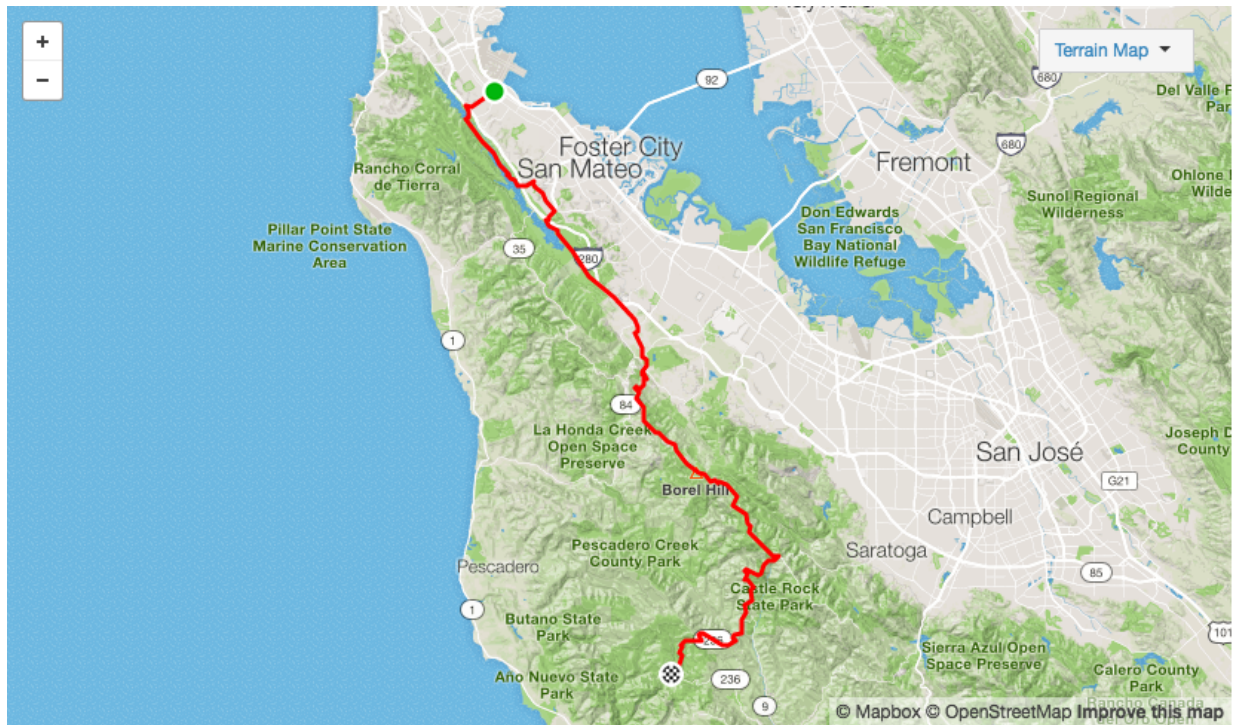 +
−
Terrain Map
92
680
Del Valle
Par
Foster City
San Mateo
Fremont
680
Rancho Corral
de Tierra
Ohlone
Wilde
Sunol Regional
Wilderness
Pillar Point State
Marine Conservation
Area
35
280
Don Edwards
San Francisco
Bay National
Wildlife Refuge
1
84
La Honda Creek
Open Space
Preserve
San José
Joseph D
County
G21
Borel Hill
Campbell
Pescadero Creek
County Park
Saratoga
Pescadero
85
Castle Rock
State Park
1
Butano State
Park
101
236
Sierra Azul Open
Space Preserve
Año Nuevo State
Park
236
Calero County
Park
9
© Mapbox © OpenStreetMap Improve this map